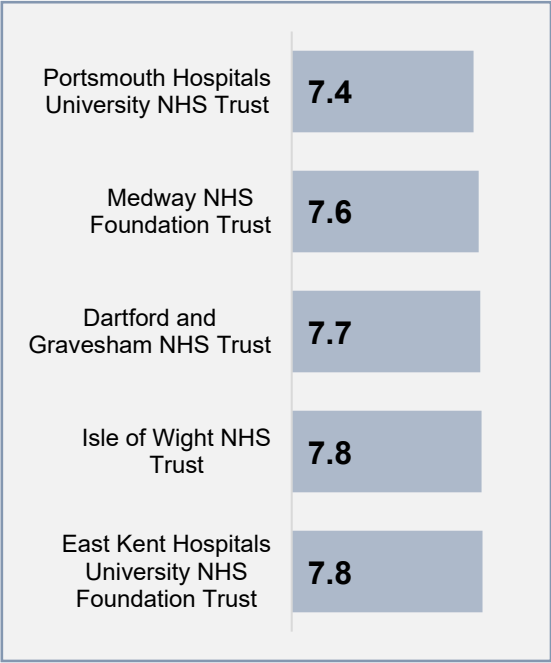 Portsmouth Hospitals
University NHS Trust
7.4
Medway NHS
Foundation Trust
7.6
Dartford and
Gravesham NHS Trust
7.7
Isle of Wight NHS
Trust
7.8
East Kent Hospitals
University NHS
Foundation Trust
7.8